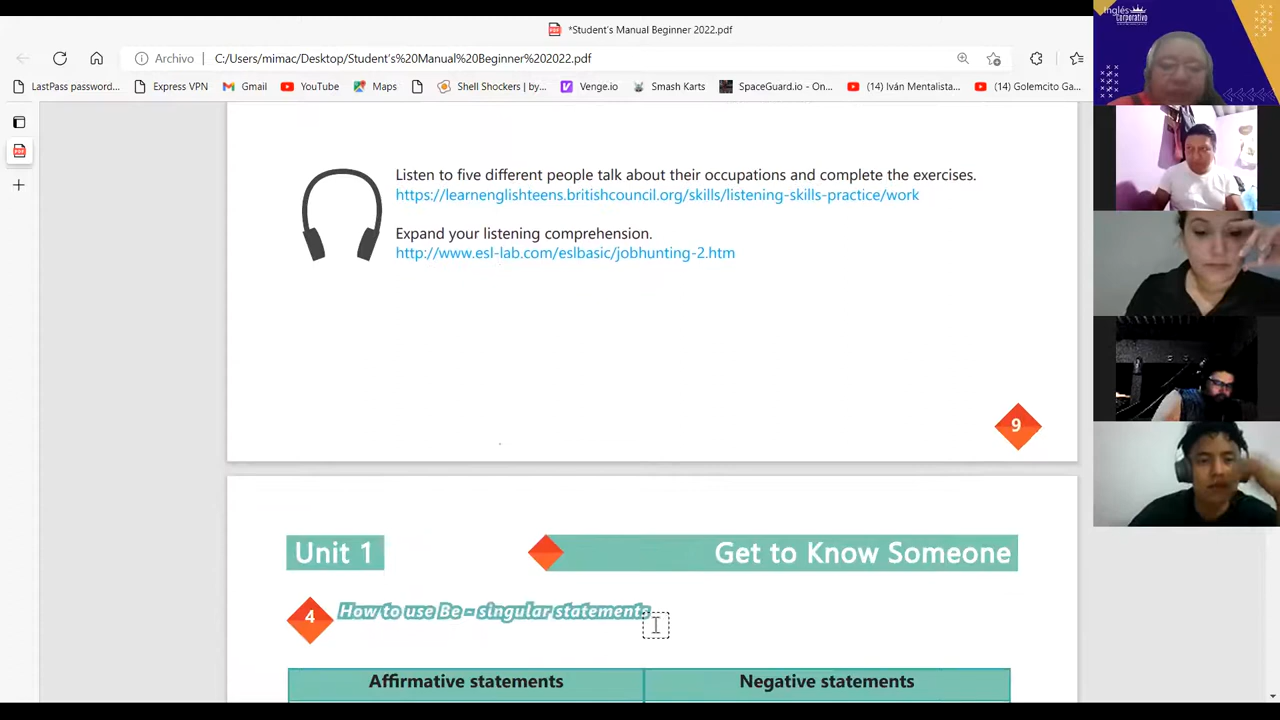 *Student's Manual Beginner 2022.pdf
Archivo C:/Users/mimac/Desktop/Student's%20Manual%20Beginner%202022.pdf
LastPass password... Express VPN Gmail YouTube Maps Shell Shockers | by... Venge.io Smash Karts SpaceGuard.io - On... (14) Iván Mentalista... (14) Golemcito Ga...
Inglés
Corporativo
Listen to five different people talk about their occupations and complete the exercises.
https://learnenglishteens.britishcouncil.org/skills/listening-skills-practice/work
Expand your listening comprehension.
http://www.esl-lab.com/eslbasic/jobhunting-2.htm
9
Unit 1 Get to Know Someone
4 How to use Be – singular statements
Affirmative statements Negative statements